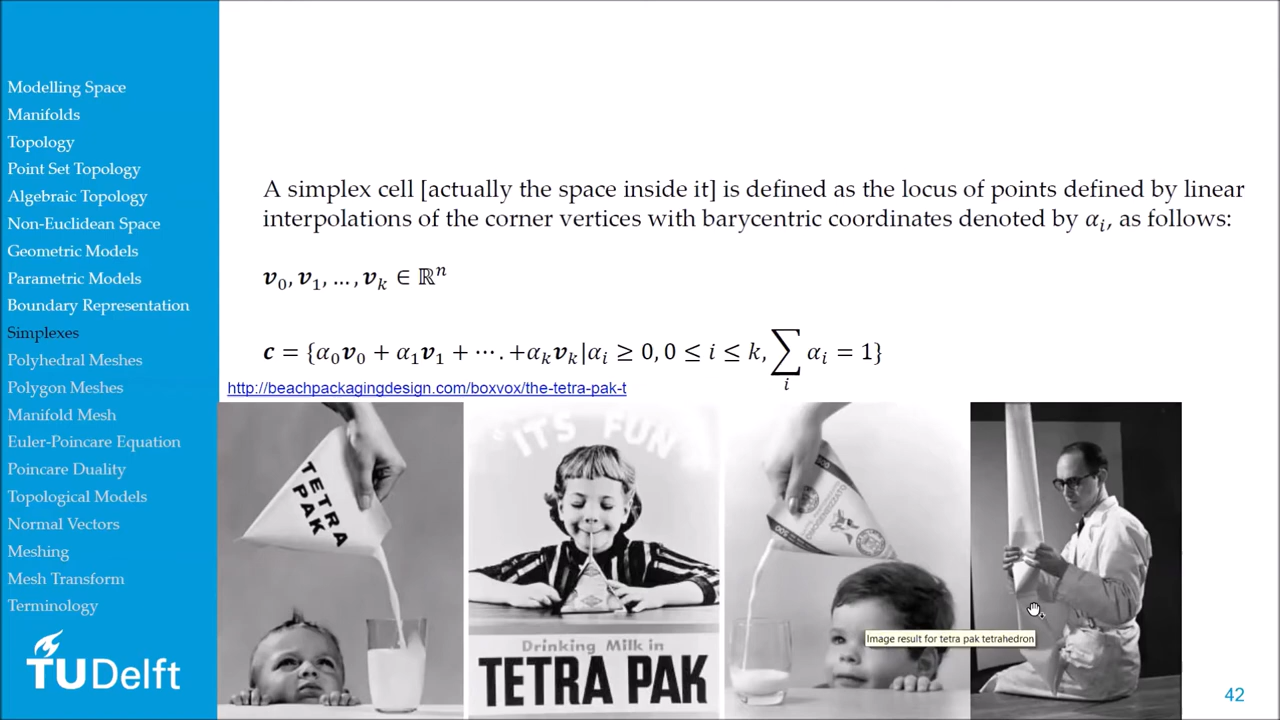 Modelling Space
Manifolds
Topology
Point Set Topology
Algebraic Topology
Non-Euclidean Space
Geometric Models
Parametric Models
Boundary Representation
Simplexes
Polyhedral Meshes
Polygon Meshes
Manifold Mesh
Euler-Poincare Equation
Poincare Duality
Topological Models
Normal Vectors
Meshing
Mesh Transform
Terminology
TUDelft
A simplex cell [actually the space inside it] is defined as the locus of points defined by linear
interpolations of the corner vertices with barycentric coordinates denoted by αᵢ, as follows:
𝒗₀, 𝒗₁, … , 𝒗ₖ ∈ ℝⁿ
𝒄 = {α₀𝒗₀ + α₁𝒗₁ + ⋯. +αₖ𝒗ₖ|αᵢ ≥ 0, 0 ≤ i ≤ k, ∑ᵢ αᵢ = 1}
http://beachpackagingdesign.com/boxvox/the-tetra-pak-t
TETRA
PAK
IT'S FUN
Drinking Milk in
TETRA PAK
Image result for tetra pak tetrahedron
42